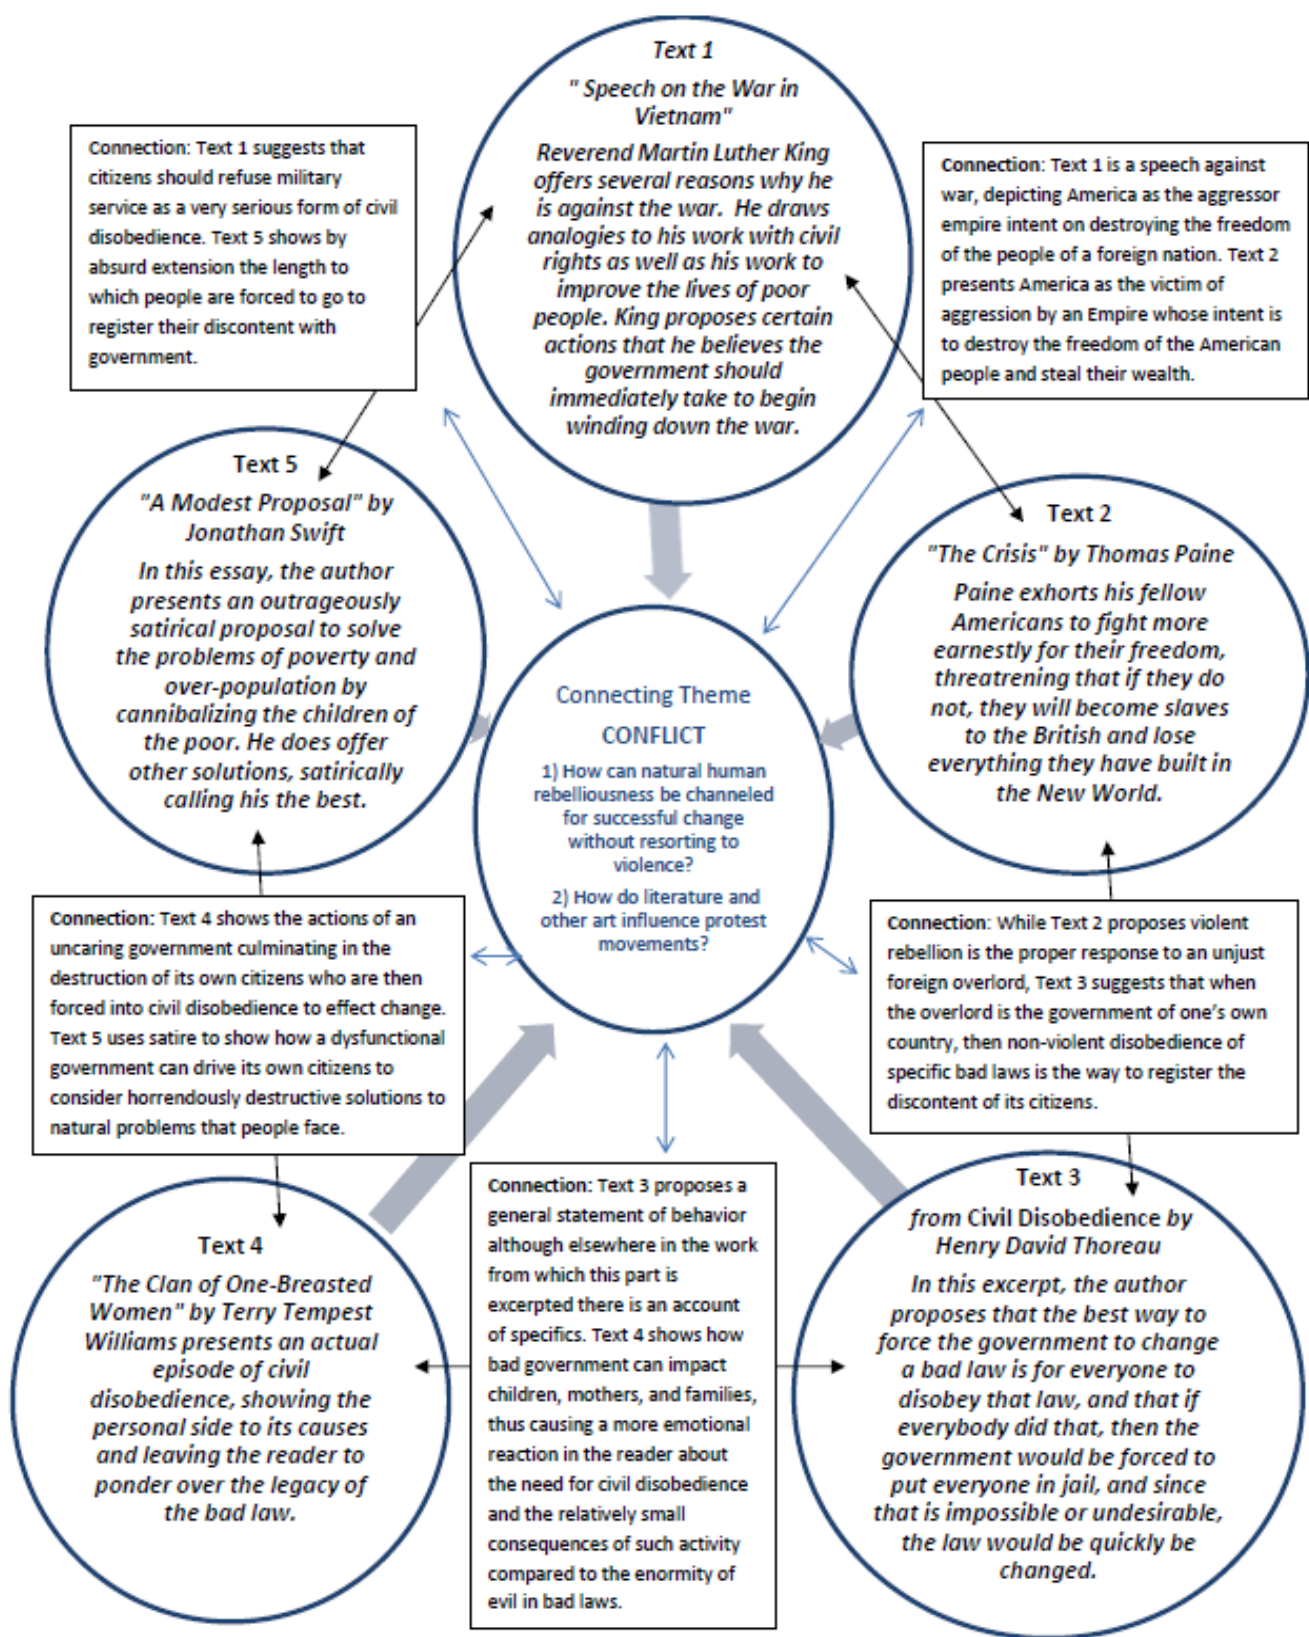 Text 1
" Speech on the War in
Vietnam"
Reverend Martin Luther King
offers several reasons why he
is against the war. He draws
analogies to his work with civil
rights as well as his work to
improve the lives of poor
people. King proposes certain
actions that he believes the
government should
immediately take to begin
winding down the war.
Connection: Text 1 suggests that
citizens should refuse military
service as a very serious form of civil
disobedience. Text 5 shows by
absurd extension the length to
which people are forced to go to
register their discontent with
government.
Connection: Text 1 is a speech against
war, depicting America as the aggressor
empire intent on destroying the freedom
of the people of a foreign nation. Text 2
presents America as the victim of
aggression by an Empire whose intent is
to destroy the freedom of the American
people and steal their wealth.
Text 5
"A Modest Proposal" by
Jonathan Swift
In this essay, the author
presents an outrageously
satirical proposal to solve
the problems of poverty and
over-population by
cannibalizing the children of
the poor. He does offer
other solutions, satirically
calling his the best.
Text 2
"The Crisis" by Thomas Paine
Paine exhorts his fellow
Americans to fight more
earnestly for their freedom,
threatrening that if they do
not, they will become slaves
to the British and lose
everything they have built in
the New World.
Connecting Theme
CONFLICT
1) How can natural human
rebelliousness be channeled
for successful change
without resorting to
violence?
2) How do literature and
other art influence protest
movements?
Connection: Text 4 shows the actions of an
uncaring government culminating in the
destruction of its own citizens who are then
forced into civil disobedience to effect change.
Text 5 uses satire to show how a dysfunctional
government can drive its own citizens to
consider horrendously destructive solutions to
natural problems that people face.
Connection: While Text 2 proposes violent
rebellion is the proper response to an unjust
foreign overlord, Text 3 suggests that when
the overlord is the government of one's own
country, then non-violent disobedience of
specific bad laws is the way to register the
discontent of its citizens.
Text 4
"The Clan of One-Breasted
Women" by Terry Tempest
Williams presents an actual
episode of civil
disobedience, showing the
personal side to its causes
and leaving the reader to
ponder over the legacy of
the bad law.
Connection: Text 3 proposes a
general statement of behavior
although elsewhere in the work
from which this part is
excerpted there is an account
of specifics. Text 4 shows how
bad government can impact
children, mothers, and families,
thus causing a more emotional
reaction in the reader about
the need for civil disobedience
and the relatively small
consequences of such activity
compared to the enormity of
evil in bad laws.
Text 3
from Civil Disobedience by
Henry David Thoreau
In this excerpt, the author
proposes that the best way to
force the government to change
a bad law is for everyone to
disobey that law, and that if
everybody did that, then the
government would be forced to
put everyone in jail, and since
that is impossible or undesirable,
the law would be quickly be
changed.